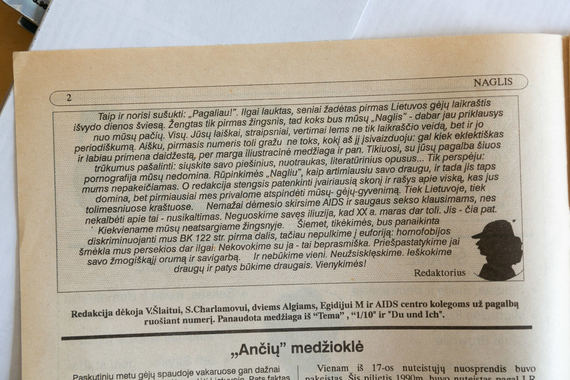 NAGLIS
2
Taip ir norisi sušukti: „Pagaliau!". Ilgai lauktas, seniai žadėtas pirmas Lietuvos gėjų laikraštis
išvydo dienos šviesą. Žengtas tik pirmas žingsnis, tad koks bus mūsų „Naglis" - dabar jau priklausys
nuo mūsų pačių. Visų. Jūsų laiškai, straipsniai, vertimai lems ne tik laikraščio veidą, bet ir jo
periodiškumą. Aišku, pirmasis numeris toli gražu ne toks, kokį aš jį įsivaizduoju: gal kiek eklektiškas
ir labiau primena daidžestą, per marga iliustracinė medžiaga ir pan. Tikiuosi, su jūsų pagalba šiuos
trūkumus pašalinti: siųskite savo piešinius, nuotraukas, literatūrinius opusus... Tik perspėju:
pornografija mūsų nedomina. Rūpinkimės „Nagliu", kaip artimiausiu savo draugu, ir tada jis taps
mums nepakeičiamas. O redakcija stengsis patenkinti įvairiausią skonį ir rašys apie viską, kas jus
domina, bet pirmiausiai mes privalome atspindėti mūsų- gėjų-gyvenimą. Tiek Lietuvoje, tiek
tolimesniuose kraštuose. Nemažai dėmesio skirsime AIDS ir saugaus sekso klausimams, nes
nekalbėti apie tai - nusikaltimas. Neguoskime savęs iliuzija, kad XX a. maras dar toli. Jis - čia pat.
Kiekviename mūsų neatsargiame žingsnyje. Šiemet, tikėkimės, bus panaikinta
diskriminuojanti mus BK 122 str. pirma dalis, tačiau nepulkime į euforiją: homofobijos
šmėkla mus persekios dar ilgai. Nekovokime su ja - tai beprasmiška. Priešpastatykime jai
savo žmogiškąjį orumą ir savigarbą. Ir nebūkime vieni. Neužsisklęskime. Ieškokime
draugų ir patys būkime draugais. Vienykimės!
Redaktorius
Redakcija dėkoja V.Šlaitui, S.Charlamovui, dviems Algiams, Egidijui M ir AIDS centro kolegoms už pagalbą
ruošiant numerį. Panaudota medžiaga iš "Tema" , "1/10" ir "Du und Ich".
„Ančių" medžioklė
Paskutiniu metu gėjų spaudoje vakaruose gan dažnai
Vienam iš 17-os nuteistųjų nuosprendis buvo